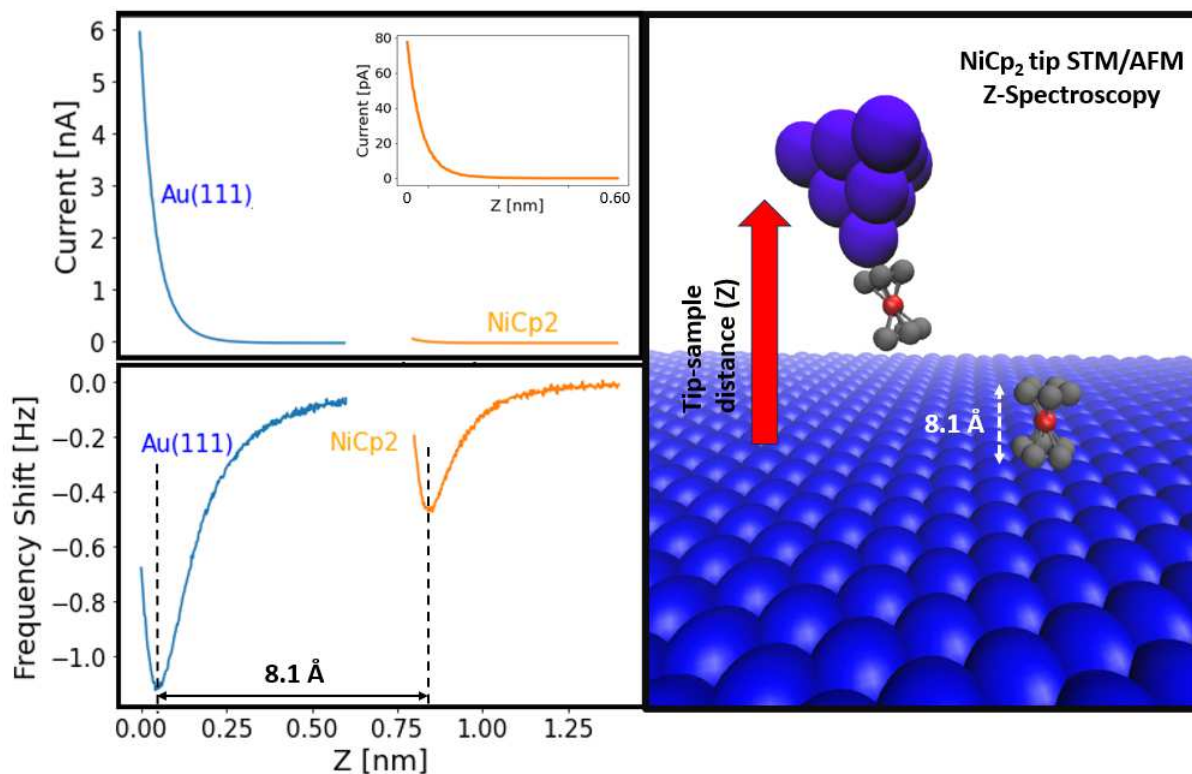 6
5
4
3
2
1
0
Current [nA]
Au(111)
NiCp2
80
60
40
20
0
Current [pA]
0
0.60
Z [nm]
0.0
−0.2
−0.4
−0.6
−0.8
−1.0
Frequency Shift [Hz]
Au(111)
NiCp2
8.1 Å
0.00
0.25
0.50
0.75
1.00
1.25
Z [nm]
NiCp₂ tip STM/AFM
Z-Spectroscopy
Tip-sample
distance (Z)
8.1 Å